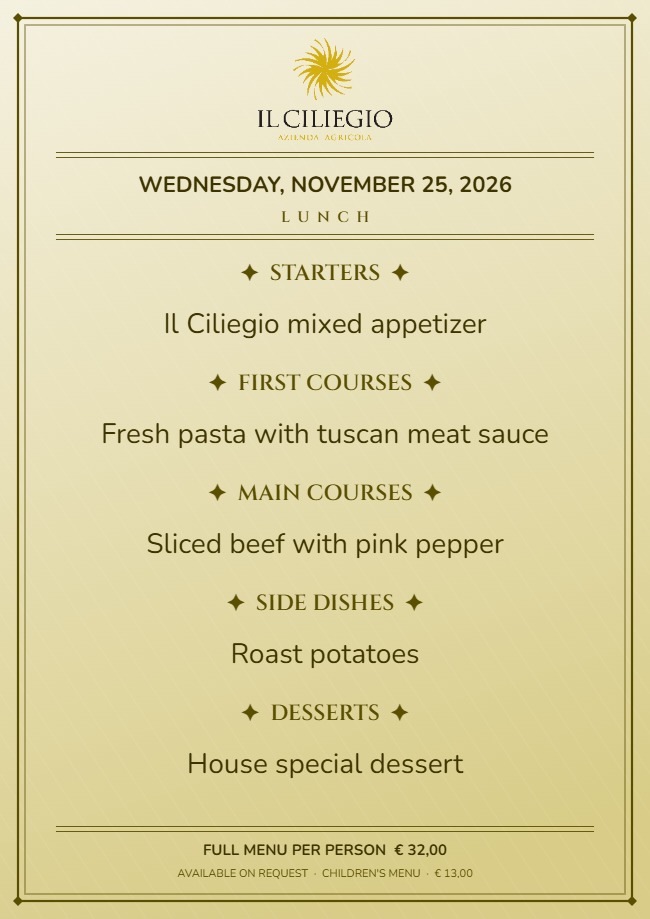 IL CILIEGIO
AZIENDA AGRICOLA
WEDNESDAY, NOVEMBER 25, 2026
LUNCH
✦ STARTERS ✦
Il Ciliegio mixed appetizer
✦ FIRST COURSES ✦
Fresh pasta with tuscan meat sauce
✦ MAIN COURSES ✦
Sliced beef with pink pepper
✦ SIDE DISHES ✦
Roast potatoes
✦ DESSERTS ✦
House special dessert
FULL MENU PER PERSON € 32,00
AVAILABLE ON REQUEST · CHILDREN'S MENU · € 13,00